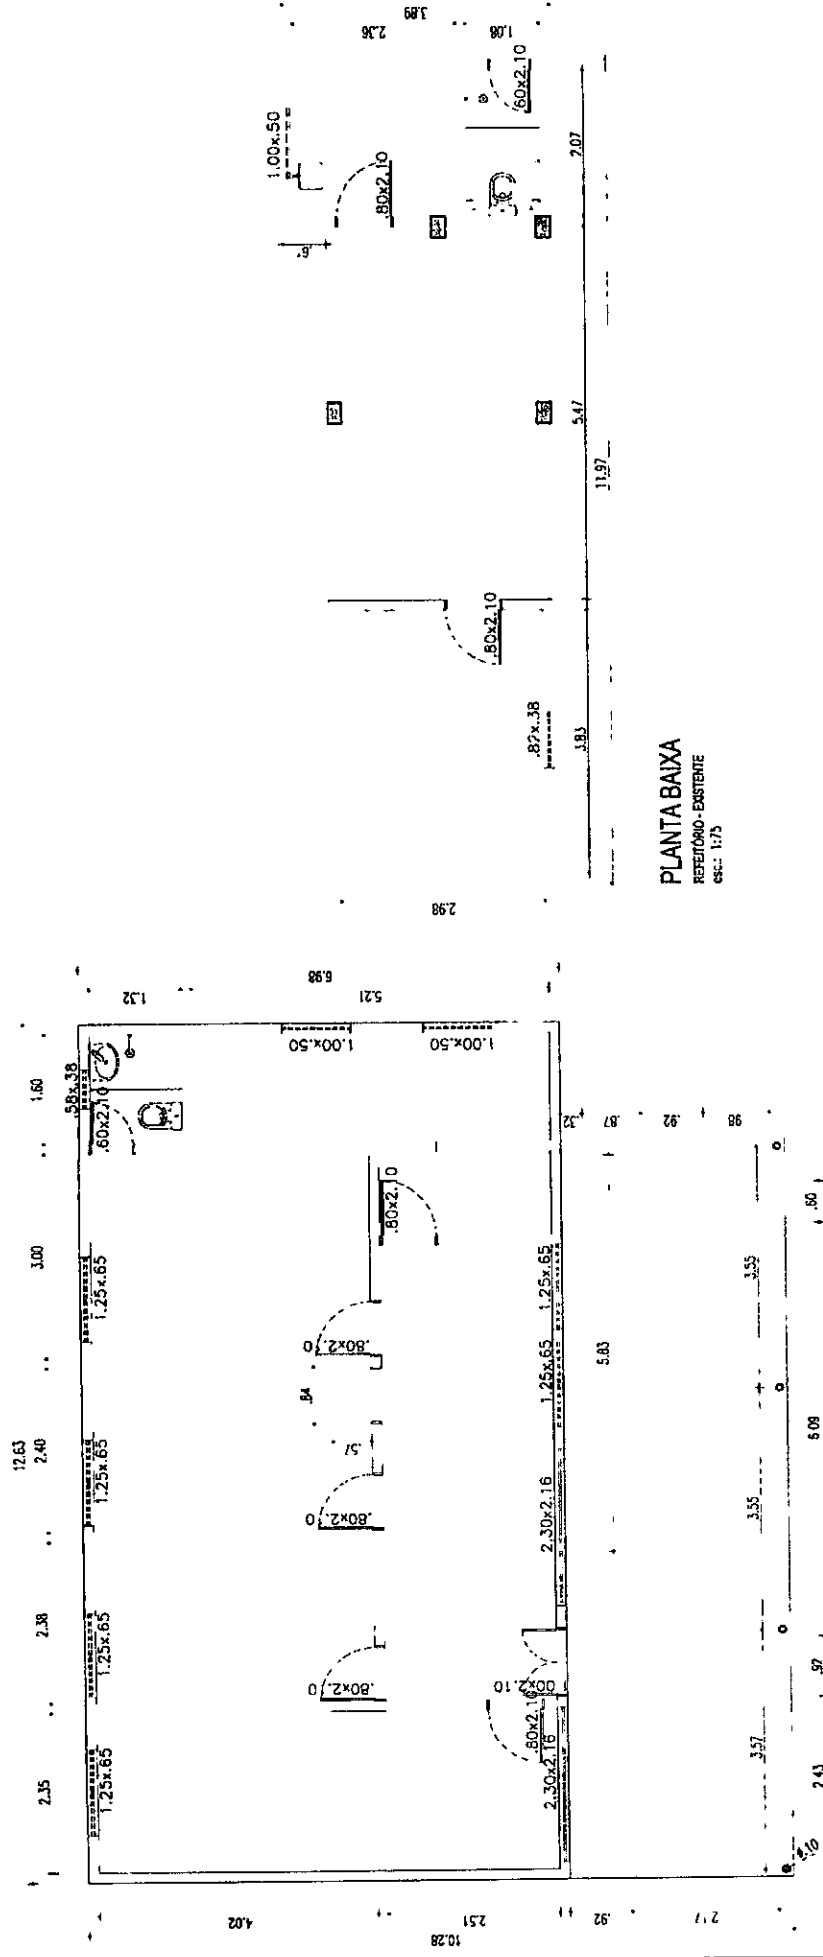 3.89
2.36
1.08
1.00x.50
.80x2.10
.60x2.10
2.07
5.47
11.97
.80x2.10
.82x.38
3.83
PLANTA BAIXA
REFEITÓRIO - EXISTENTE
esc.: 1:75
2.98
6.98
1.32
5.21
1.60
.58x.38
.60x2.10
1.00x.50
1.00x.50
.32
.87
.92
.98
3.00
1.25x.65
.80x2.10
.80x2.10
.64
.57
1.25x.65
1.25x.65
5.83
.60
3.55
12.63
2.40
1.25x.65
.80x2.10
2.30x2.16
3.55
6.09
2.38
1.25x.65
.80x2.10
.80x2.10
2.30x2.16
.92
3.57
2.43
2.35
1.25x.65
4.02
2.51
.92
10.28